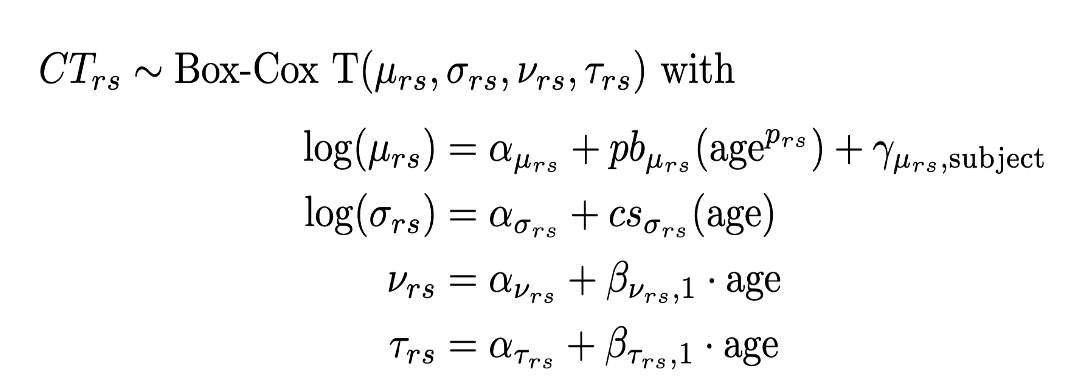 CT_{rs} ∼ Box-Cox T(μ_{rs}, σ_{rs}, ν_{rs}, τ_{rs}) with
log(μ_{rs}) = α_{μ_{rs}} + pb_{μ_{rs}}(age^{p_{rs}}) + γ_{μ_{rs},subject}
log(σ_{rs}) = α_{σ_{rs}} + cs_{σ_{rs}}(age)
ν_{rs} = α_{ν_{rs}} + β_{ν_{rs},1} · age
τ_{rs} = α_{τ_{rs}} + β_{τ_{rs},1} · age